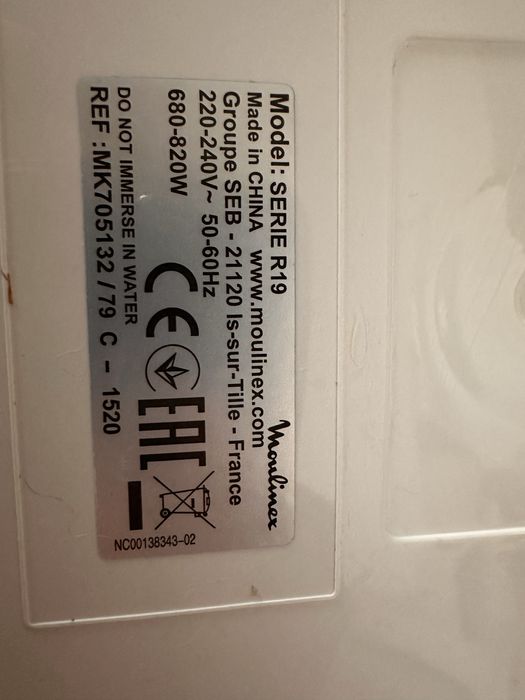 Moulinex
Model: SERIE R19
Made in CHINA www.moulinex.com
Groupe SEB - 21120 Is-sur-Tille - France
220-240V~ 50-60Hz
680-820W
CE EAC
DO NOT IMMERSE IN WATER
REF :MK705132 / 79 C - 1520
NC00138343-02